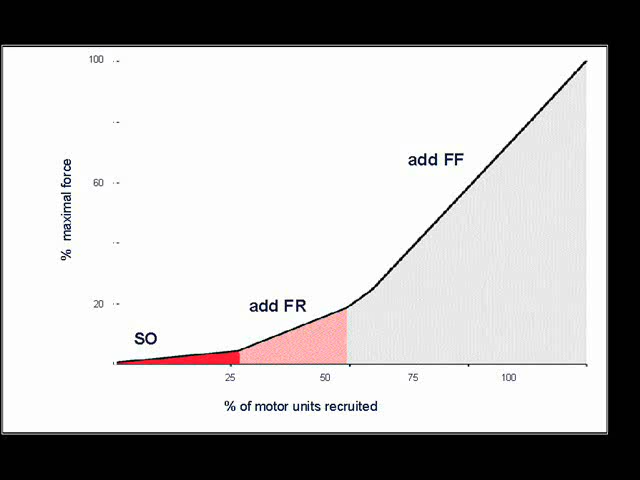 100
60
20
% maximal force
SO
add FR
add FF
25 50 75 100
% of motor units recruited